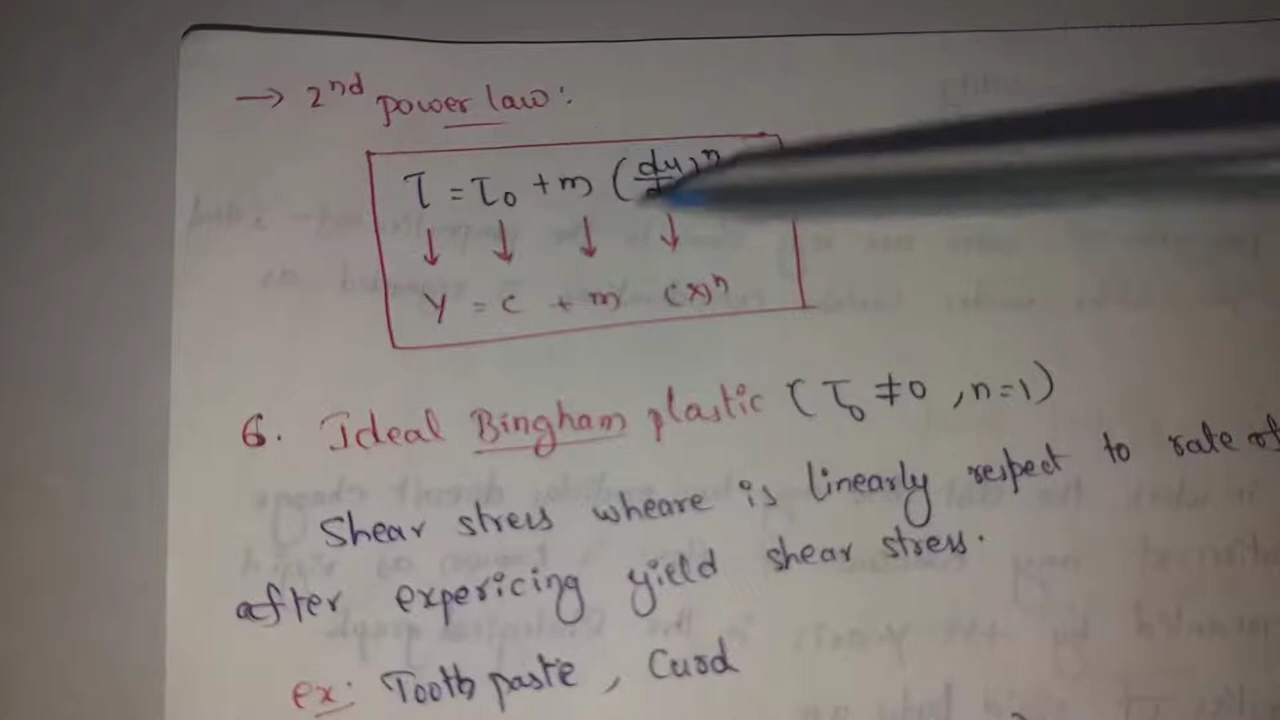 → 2nd power law:
τ = τ₀ + m (du/
↓ ↓ ↓ ↓
y = c + m (x)ⁿ
6. Ideal Bingham plastic (τ₀ ≠ 0, n=1)
Shear stress wheare is linearly respect to rate of
after expericing yield shear stress.
ex: Tooth paste, Curd